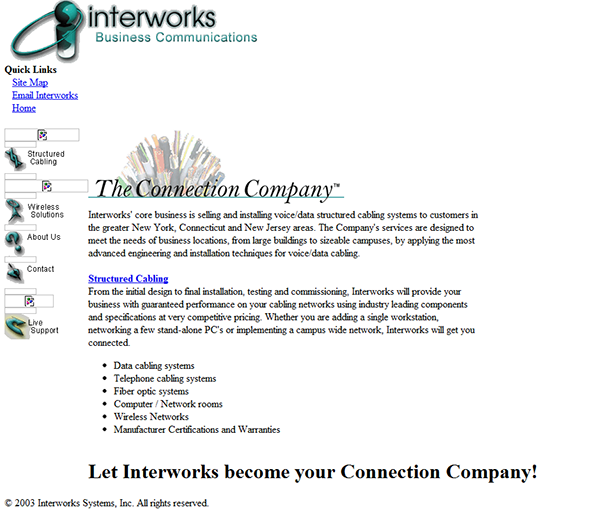 interworks
Business Communications
Quick Links
Site Map
Email Interworks
Home
Structured
Cabling
Wireless
Solutions
About Us
Contact
Live
Support
The Connection Company™
Interworks' core business is selling and installing voice/data structured cabling systems to customers in
the greater New York, Connecticut and New Jersey areas. The Company's services are designed to
meet the needs of business locations, from large buildings to sizeable campuses, by applying the most
advanced engineering and installation techniques for voice/data cabling.
Structured Cabling
From the initial design to final installation, testing and commissioning, Interworks will provide your
business with guaranteed performance on your cabling networks using industry leading components
and specifications at very competitive pricing. Whether you are adding a single workstation,
networking a few stand-alone PC's or implementing a campus wide network, Interworks will get you
connected.
• Data cabling systems
• Telephone cabling systems
• Fiber optic systems
• Computer / Network rooms
• Wireless Networks
• Manufacturer Certifications and Warranties
Let Interworks become your Connection Company!
© 2003 Interworks Systems, Inc. All rights reserved.